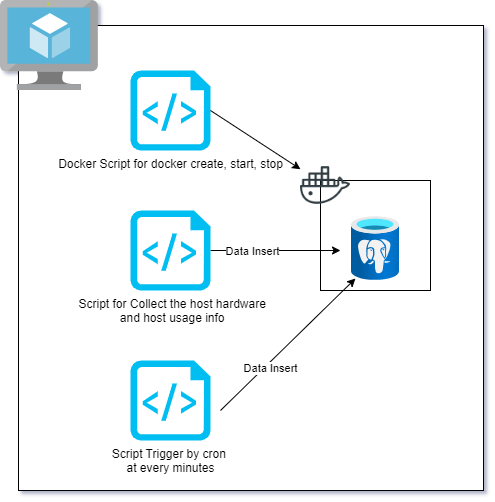 Docker Script for docker create, start, stop
Data Insert
Script for Collect the host hardware
and host usage info
Data Insert
Script Trigger by cron
at every minutes